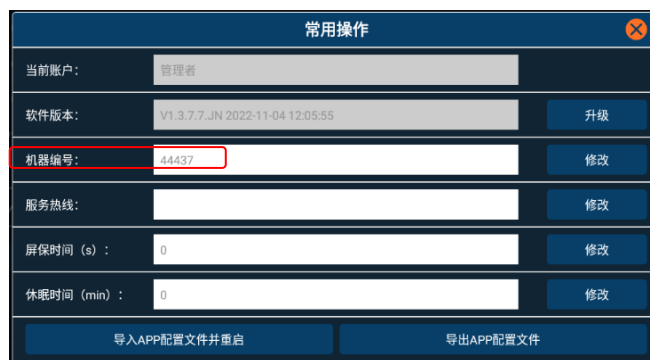 常用操作
当前账户： 管理者
软件版本： V1.3.7.7.JN 2022-11-04 12:05:55 升级
机器编号： 44437 修改
服务热线： 修改
屏保时间（s）： 0 修改
休眠时间（min）： 0 修改
导入APP配置文件并重启 导出APP配置文件